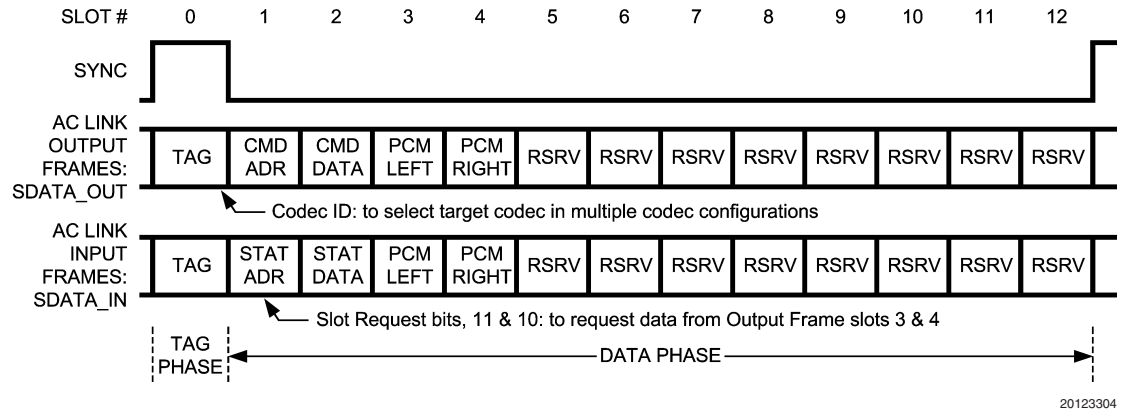 SLOT # 0 1 2 3 4 5 6 7 8 9 10 11 12
SYNC
AC LINK
OUTPUT
FRAMES:
SDATA_OUT
TAG
CMD
ADR
CMD
DATA
PCM
LEFT
PCM
RIGHT
RSRV RSRV RSRV RSRV RSRV RSRV RSRV RSRV
Codec ID: to select target codec in multiple codec configurations
AC LINK
INPUT
FRAMES:
SDATA_IN
TAG
STAT
ADR
STAT
DATA
PCM
LEFT
PCM
RIGHT
RSRV RSRV RSRV RSRV RSRV RSRV RSRV RSRV
Slot Request bits, 11 & 10: to request data from Output Frame slots 3 & 4
TAG
PHASE
DATA PHASE
20123304